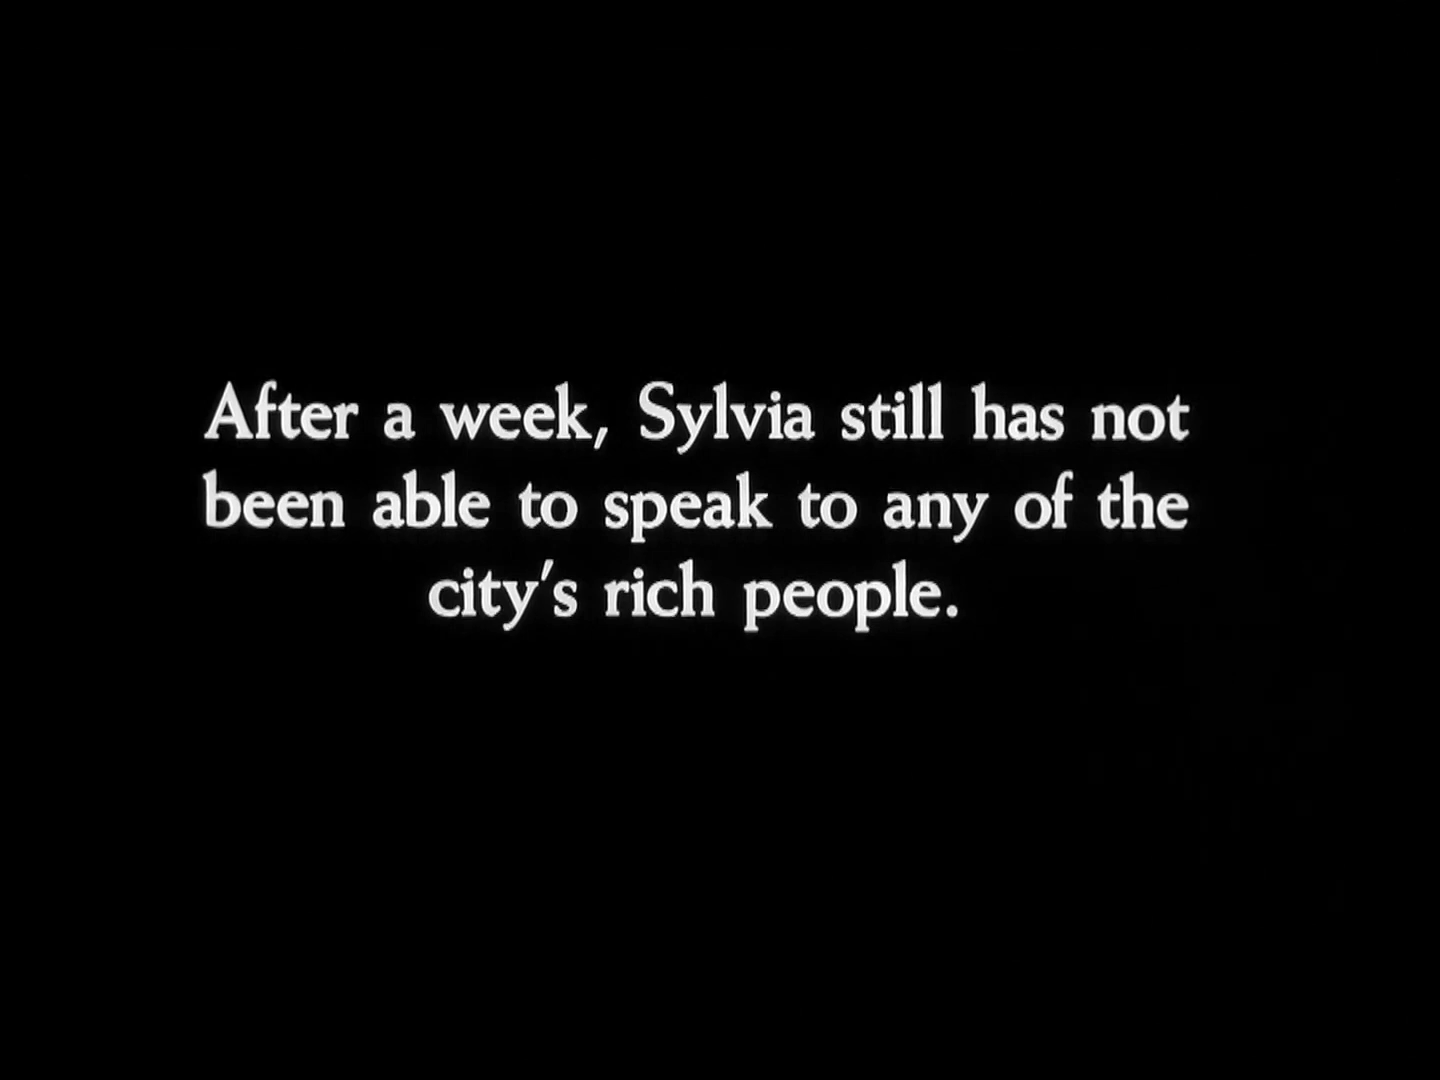 After a week, Sylvia still has not
been able to speak to any of the
city's rich people.